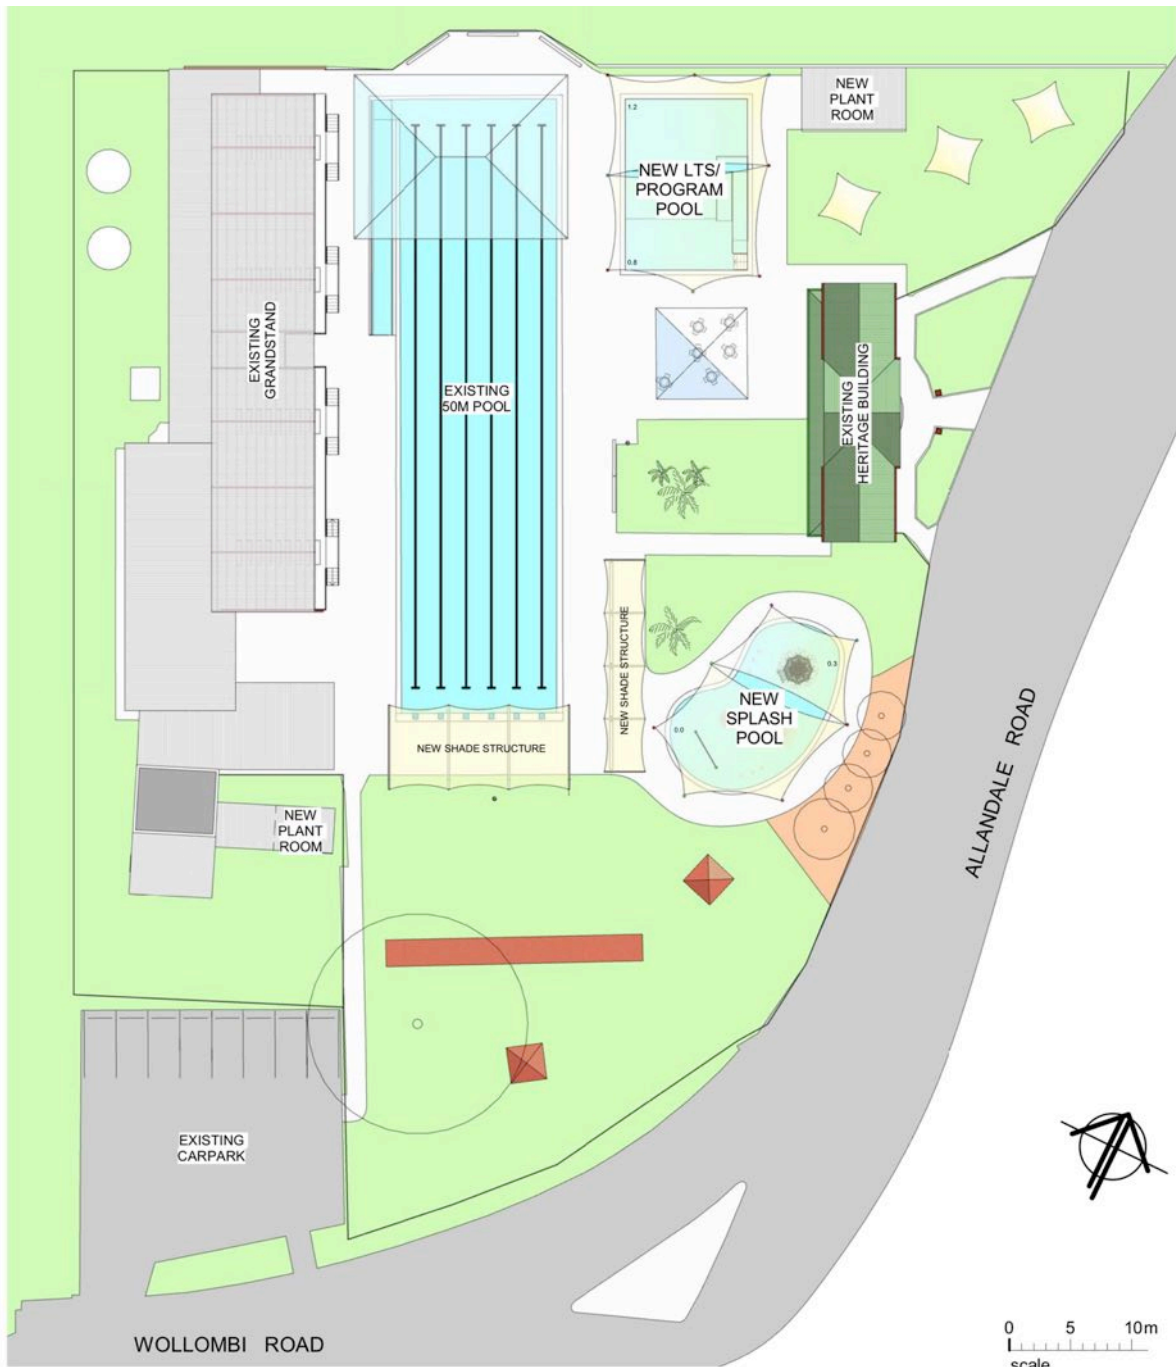 NEW
PLANT
ROOM
1.2
NEW LTS/
PROGRAM
POOL
0.8
EXISTING
GRANDSTAND
EXISTING
50M POOL
EXISTING
HERITAGE BUILDING
NEW SHADE STRUCTURE
0.3
NEW
SPLASH
POOL
0.0
NEW SHADE STRUCTURE
ALLANDALE ROAD
NEW
PLANT
ROOM
EXISTING
CARPARK
WOLLOMBI ROAD
0 5 10m
scale